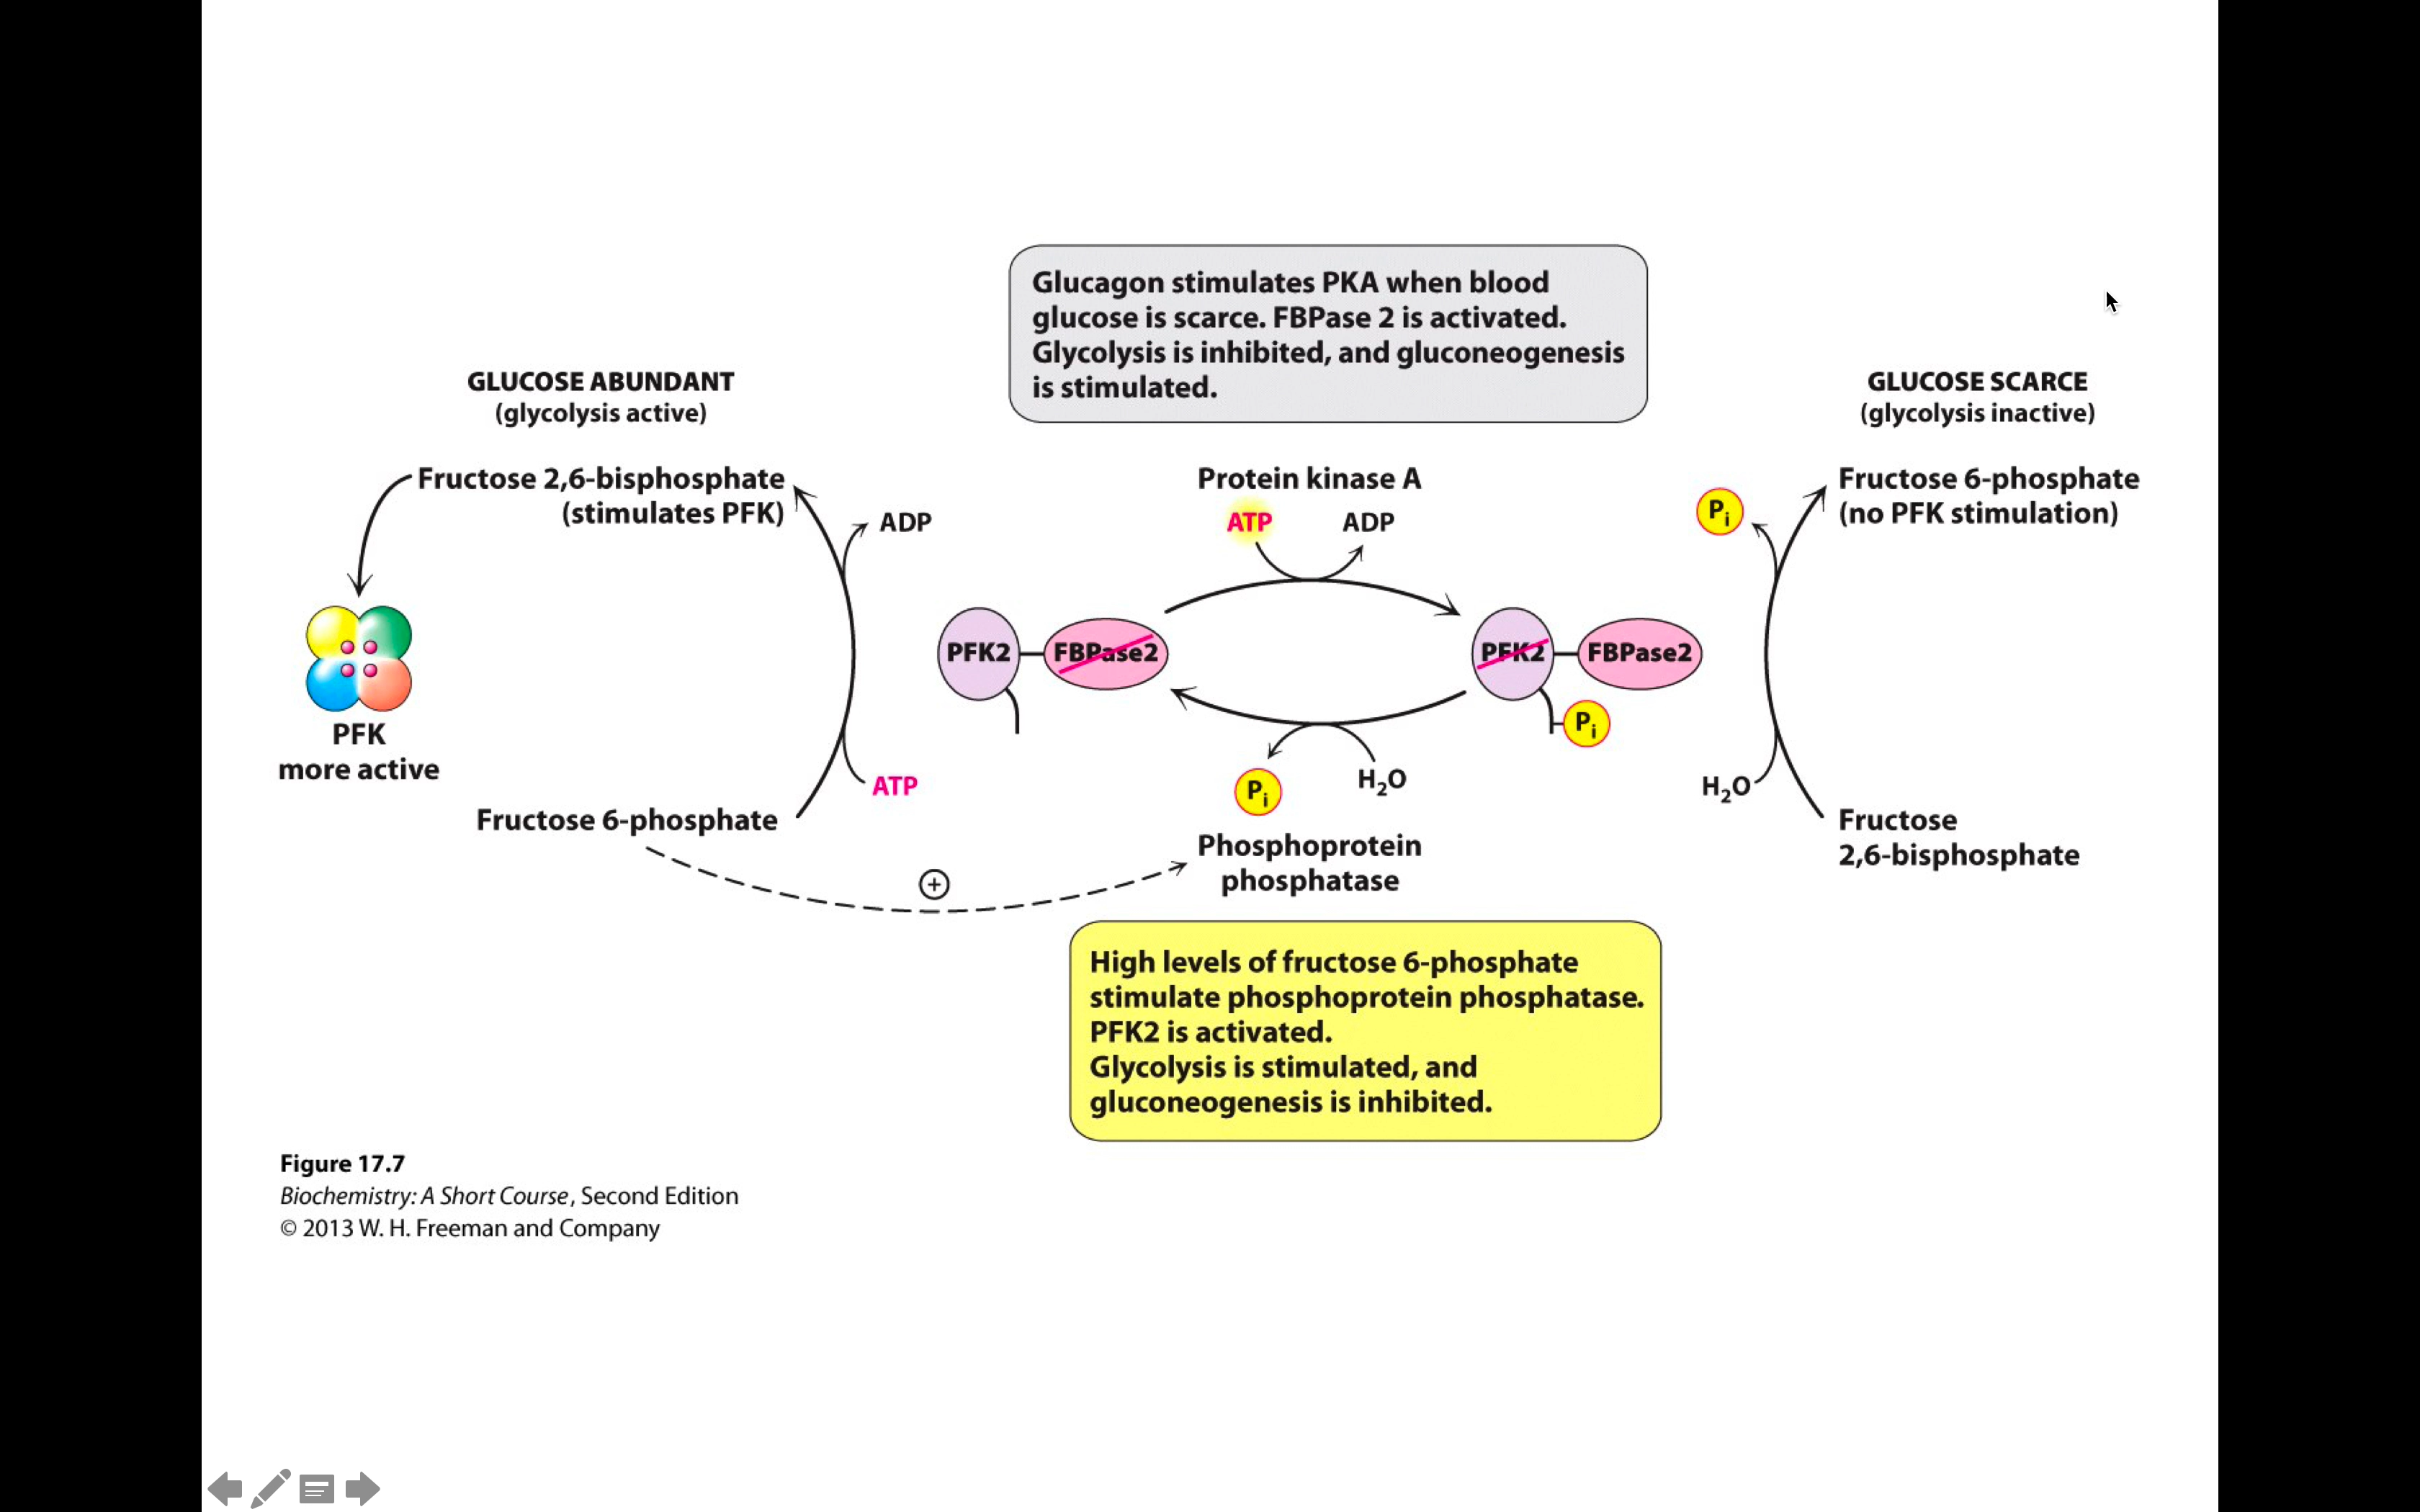 Glucagon stimulates PKA when blood
glucose is scarce. FBPase 2 is activated.
Glycolysis is inhibited, and gluconeogenesis
is stimulated.
GLUCOSE ABUNDANT
(glycolysis active)
GLUCOSE SCARCE
(glycolysis inactive)
Fructose 2,6-bisphosphate
(stimulates PFK)
ADP
Protein kinase A
ATP
ADP
Pi
Fructose 6-phosphate
(no PFK stimulation)
PFK2
FBPase2
PFK2
FBPase2
Pi
PFK
more active
ATP
Fructose 6-phosphate
Pi
H₂O
H₂O
Fructose
2,6-bisphosphate
+
Phosphoprotein
phosphatase
High levels of fructose 6-phosphate
stimulate phosphoprotein phosphatase.
PFK2 is activated.
Glycolysis is stimulated, and
gluconeogenesis is inhibited.
Figure 17.7
Biochemistry: A Short Course, Second Edition
© 2013 W. H. Freeman and Company